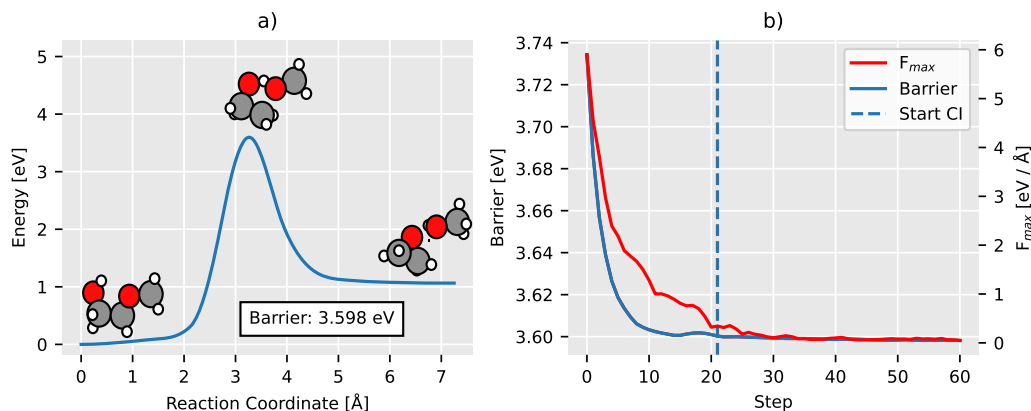 a)
5
4
3
2
1
0
Energy [eV]
Barrier: 3.598 eV
0 1 2 3 4 5 6 7
Reaction Coordinate [Å]
b)
3.74
3.72
3.70
3.68
3.66
3.64
3.62
3.60
Barrier [eV]
F_max
Barrier
Start CI
6
5
4
3
2
1
0
F_max [eV / Å]
0 10 20 30 40 50 60
Step